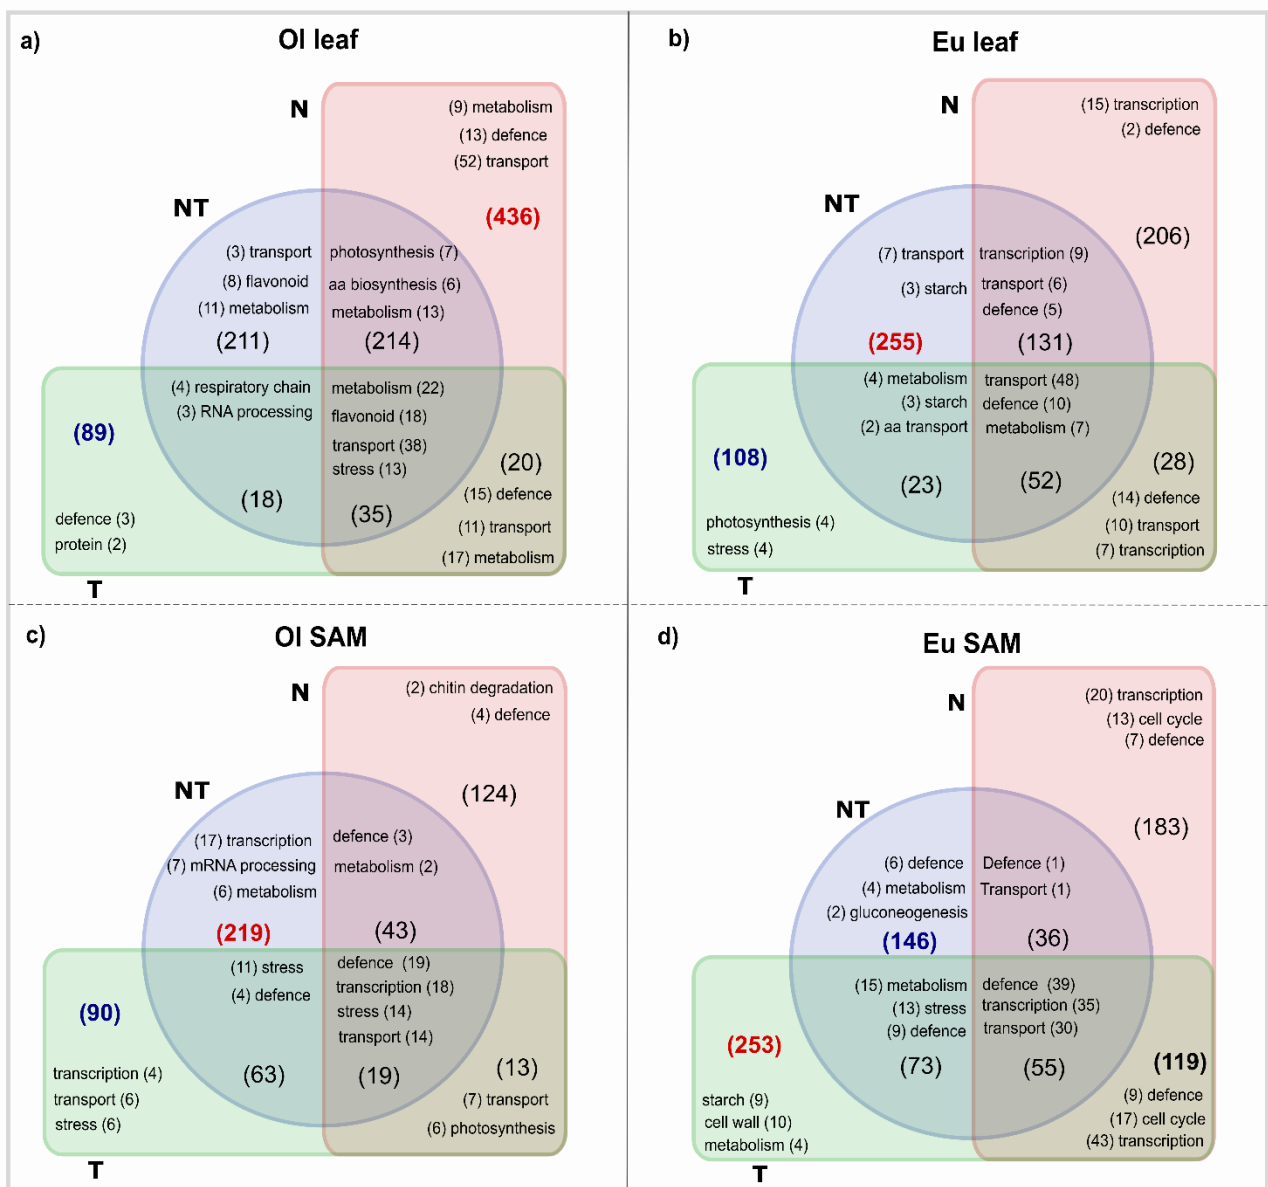 a)
Ol leaf
N
(9) metabolism
(13) defence
(52) transport
(436)
NT
(3) transport
(8) flavonoid
(11) metabolism
(211)
photosynthesis (7)
aa biosynthesis (6)
metabolism (13)
(214)
(4) respiratory chain
(3) RNA processing
(18)
metabolism (22)
flavonoid (18)
transport (38)
stress (13)
(35)
(89)
defence (3)
protein (2)
(20)
(15) defence
(11) transport
(17) metabolism
T
b)
Eu leaf
N
(15) transcription
(2) defence
(206)
NT
(7) transport
(3) starch
(255)
transcription (9)
transport (6)
defence (5)
(131)
(4) metabolism
(3) starch
(2) aa transport
(23)
transport (48)
defence (10)
metabolism (7)
(52)
(108)
photosynthesis (4)
stress (4)
(28)
(14) defence
(10) transport
(7) transcription
T
c)
Ol SAM
N
(2) chitin degradation
(4) defence
(124)
NT
(17) transcription
(7) mRNA processing
(6) metabolism
(219)
defence (3)
metabolism (2)
(43)
(11) stress
(4) defence
(63)
defence (19)
transcription (18)
stress (14)
transport (14)
(19)
(90)
transcription (4)
transport (6)
stress (6)
(13)
(7) transport
(6) photosynthesis
T
d)
Eu SAM
N
(20) transcription
(13) cell cycle
(7) defence
(183)
NT
(6) defence
(4) metabolism
(2) gluconeogenesis
(146)
Defence (1)
Transport (1)
(36)
(15) metabolism
(13) stress
(9) defence
(73)
defence (39)
transcription (35)
transport (30)
(55)
(253)
starch (9)
cell wall (10)
metabolism (4)
(119)
(9) defence
(17) cell cycle
(43) transcription
T